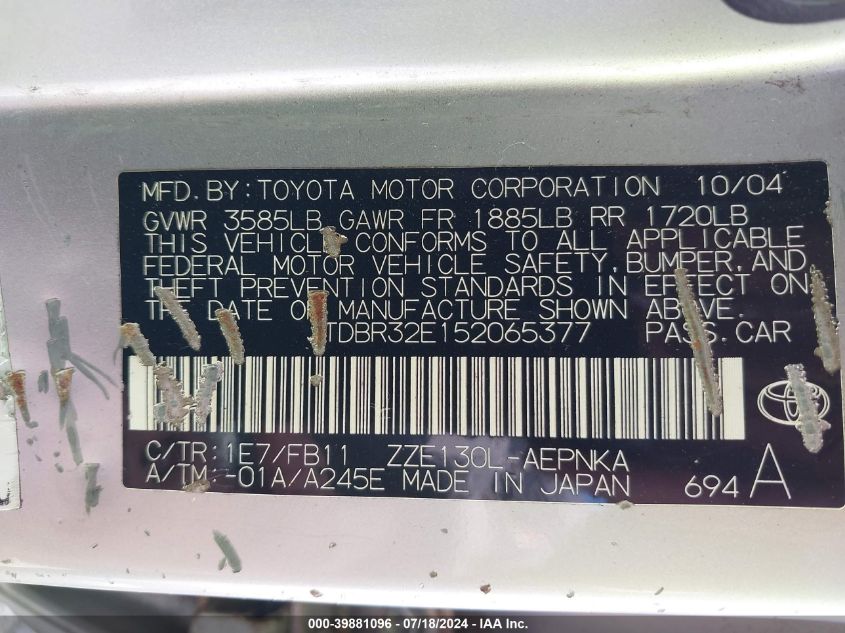 MFD. BY: TOYOTA MOTOR CORPORATION 10/04
GVWR 3585LB GAWR FR 1885LB RR 1720LB
THIS VEHICLE CONFORMS TO ALL APPLICABLE
FEDERAL MOTOR VEHICLE SAFETY, BUMPER, AND
THEFT PREVENTION STANDARDS IN EFFECT ON
THE DATE OF MANUFACTURE SHOWN ABOVE.
TDBR32E152065377 PASS. CAR
C/TR: 1E7/FB11 ZZE130L-AEPNKA
A/TM: -01A/A245E MADE IN JAPAN 694 A
000-39881096 - 07/18/2024 - www.iaai.com